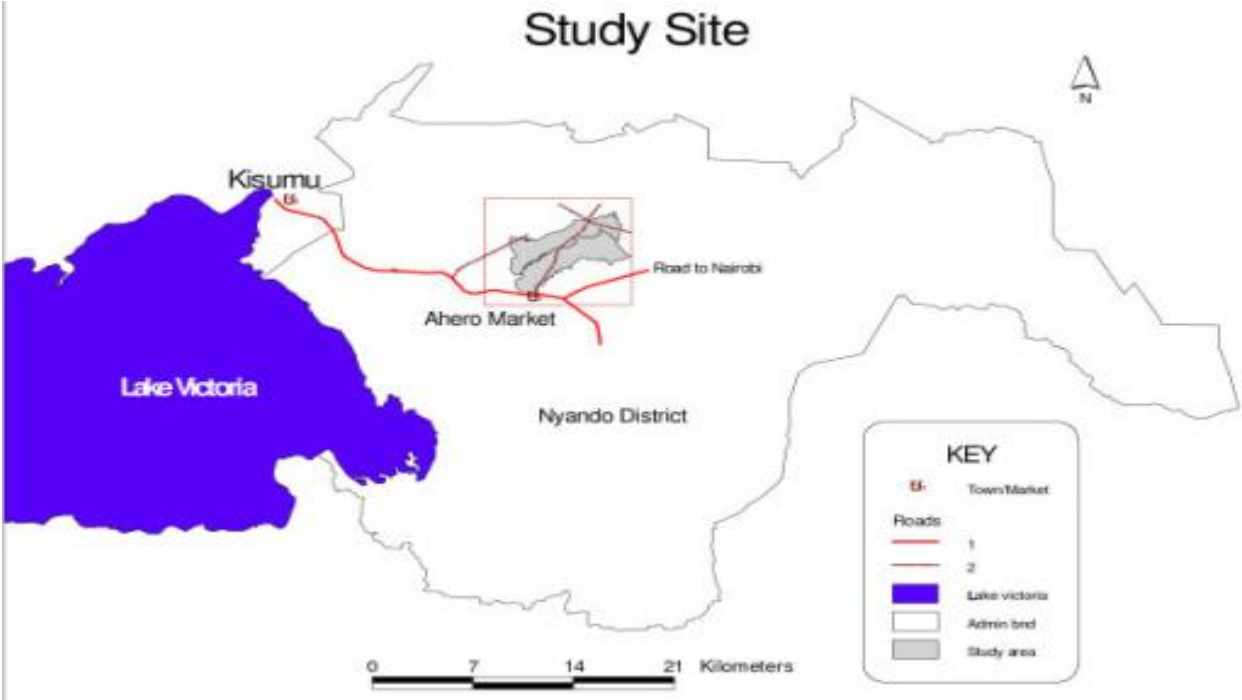 Study Site
N
Kisumu
Road to Nairobi
Ahero Market
Lake Victoria
Nyando District
KEY
Town/Market
Roads
1
2
Lake victoria
Admin bnd
Study area
0 7 14 21 Kilometers